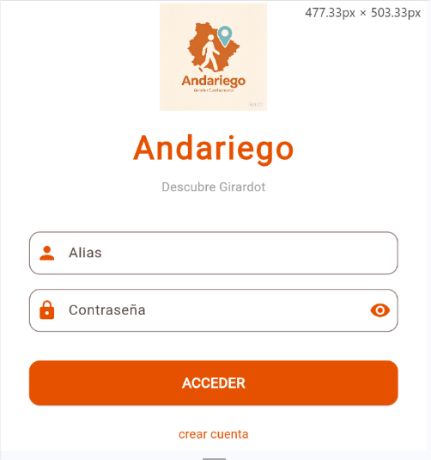 477.33px × 503.33px
Andariego
Andariego
Descubre Girardot
Alias
Contraseña
ACCEDER
crear cuenta